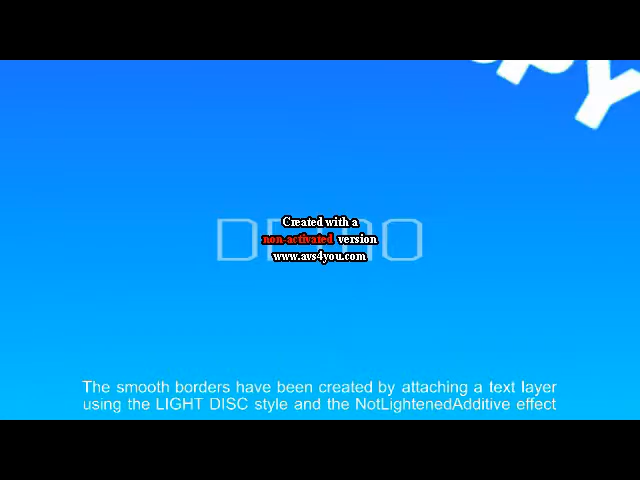 PY
DEMO
Created with a
non-activated version
www.avs4you.com
The smooth borders have been created by attaching a text layer
using the LIGHT DISC style and the NotLightenedAdditive effect